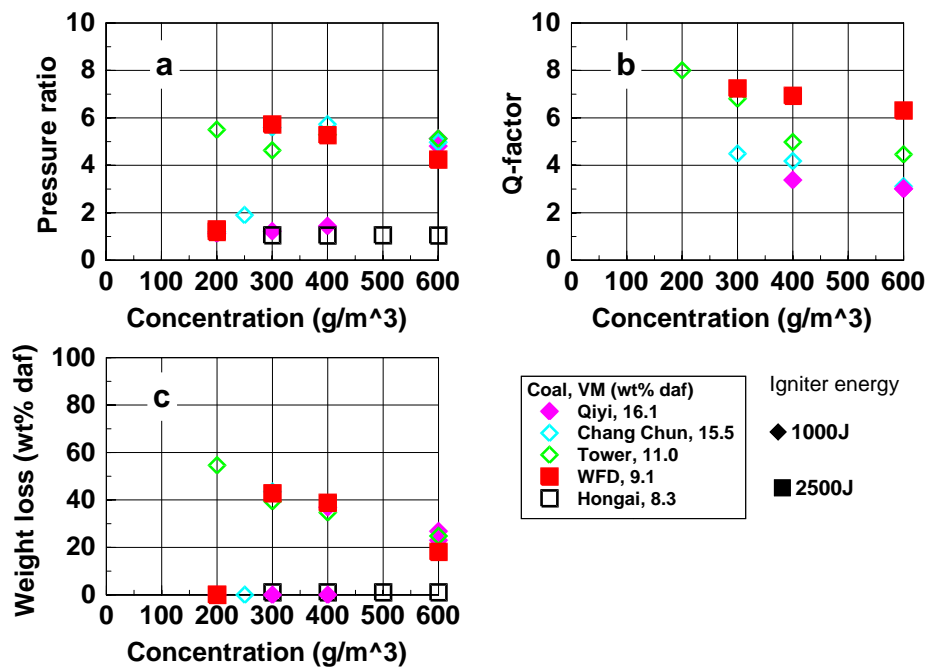 10
8
6
4
2
0
Pressure ratio
a
0 100 200 300 400 500 600
Concentration (g/m^3)
10
8
6
4
2
0
Q-factor
b
0 100 200 300 400 500 600
Concentration (g/m^3)
100
80
60
40
20
0
Weight loss (wt% daf)
c
0 100 200 300 400 500 600
Concentration (g/m^3)
Coal, VM (wt% daf)
Qiyi, 16.1
Chang Chun, 15.5
Tower, 11.0
WFD, 9.1
Hongai, 8.3
Igniter energy
1000J
2500J